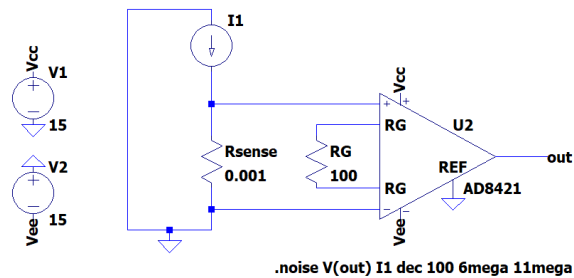 I1
Vcc
V1
15
V2
15
Vee
Rsense
0.001
RG
100
Vcc
+
+
RG
U2
REF
RG
AD8421
out
Vee
.noise V(out) I1 dec 100 6mega 11mega